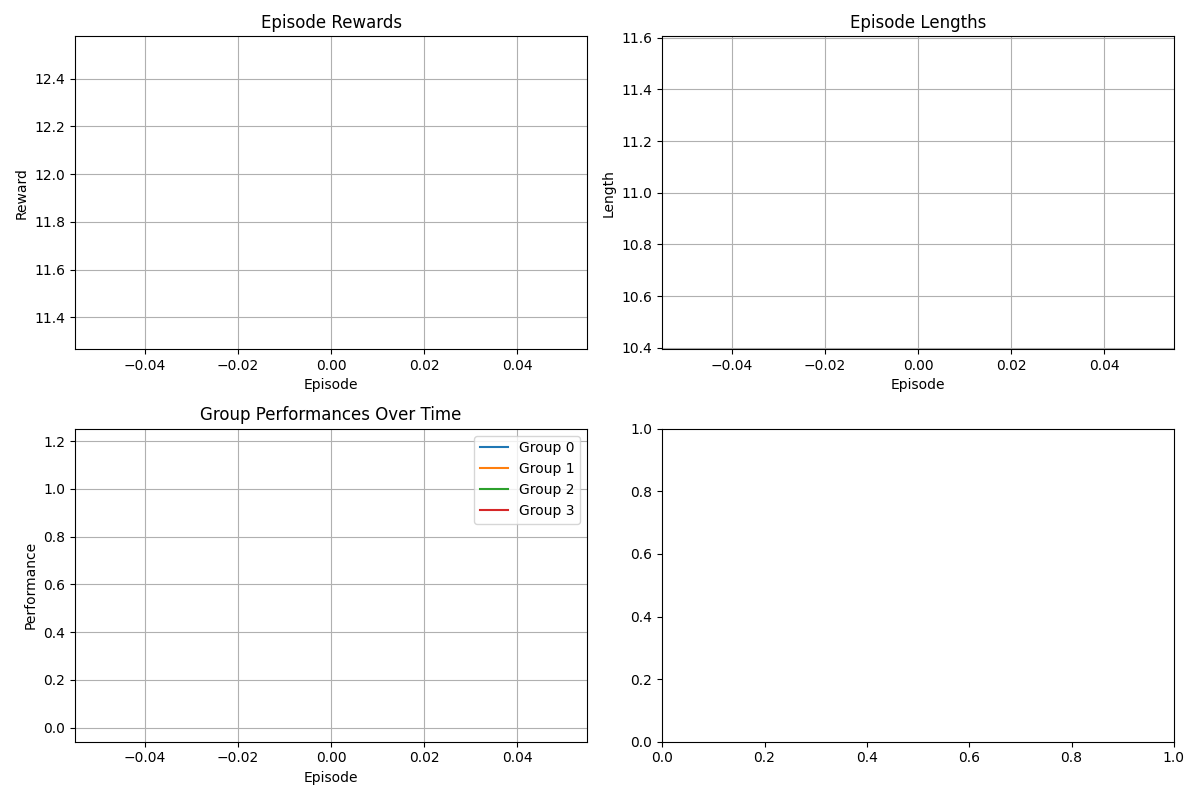 Episode Rewards
12.4
12.2
12.0
11.8
11.6
11.4
Reward
−0.04 −0.02 0.00 0.02 0.04
Episode
Episode Lengths
11.6
11.4
11.2
11.0
10.8
10.6
10.4
Length
−0.04 −0.02 0.00 0.02 0.04
Episode
Group Performances Over Time
1.2
1.0
0.8
0.6
0.4
0.2
0.0
Performance
Group 0
Group 1
Group 2
Group 3
−0.04 −0.02 0.00 0.02 0.04
Episode
1.0
0.8
0.6
0.4
0.2
0.0
0.0 0.2 0.4 0.6 0.8 1.0